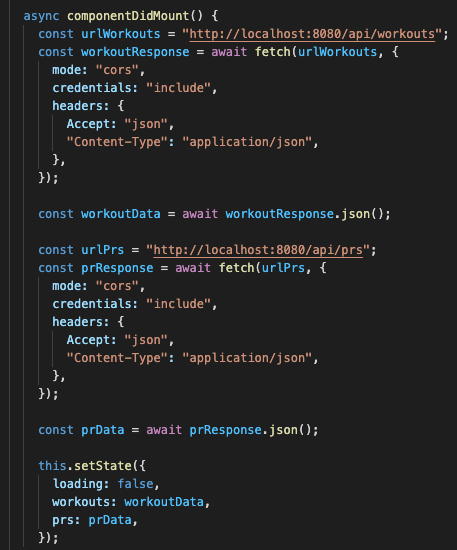 async componentDidMount() {
  const urlWorkouts = "http://localhost:8080/api/workouts";
  const workoutResponse = await fetch(urlWorkouts, {
    mode: "cors",
    credentials: "include",
    headers: {
      Accept: "json",
      "Content-Type": "application/json",
    },
  });

  const workoutData = await workoutResponse.json();

  const urlPrs = "http://localhost:8080/api/prs";
  const prResponse = await fetch(urlPrs, {
    mode: "cors",
    credentials: "include",
    headers: {
      Accept: "json",
      "Content-Type": "application/json",
    },
  });

  const prData = await prResponse.json();

  this.setState({
    loading: false,
    workouts: workoutData,
    prs: prData,
  });